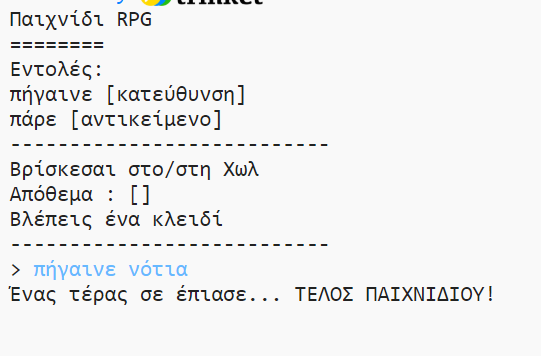 trinket
Παιχνίδι RPG
========
Εντολές:
πήγαινε [κατεύθυνση]
πάρε [αντικείμενο]
---------------------------
Βρίσκεσαι στο/στη Χωλ
Απόθεμα : []
Βλέπεις ένα κλειδί
---------------------------
> πήγαινε νότια
Ένας τέρας σε έπιασε... ΤΕΛΟΣ ΠΑΙΧΝΙΔΙΟΥ!